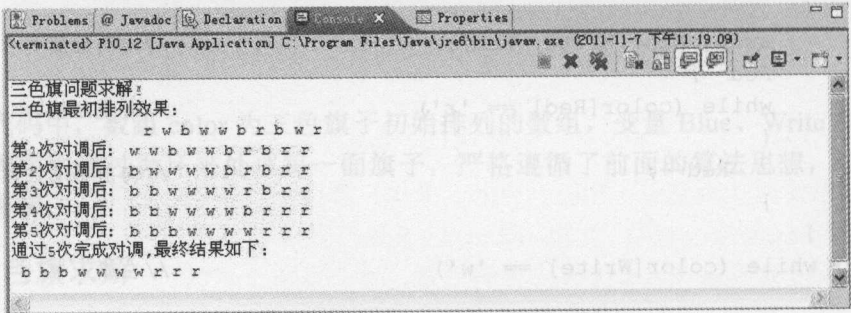 Problems @ Javadoc Declaration Console Properties
<terminated> P10_12 [Java Application] C:\Program Files\Java\jre6\bin\javaw.exe (2011-11-7 下午11:19:09)
三色旗问题求解!
三色旗最初排列效果:
r w b w w b r b w r
第1次对调后: w w b w w b r b r r
第2次对调后: b w w w w b r b r r
第3次对调后: b b w w w w r b r r
第4次对调后: b b w w w w b r r r
第5次对调后: b b b w w w w r r r
通过5次完成对调,最终结果如下:
b b b w w w w r r r